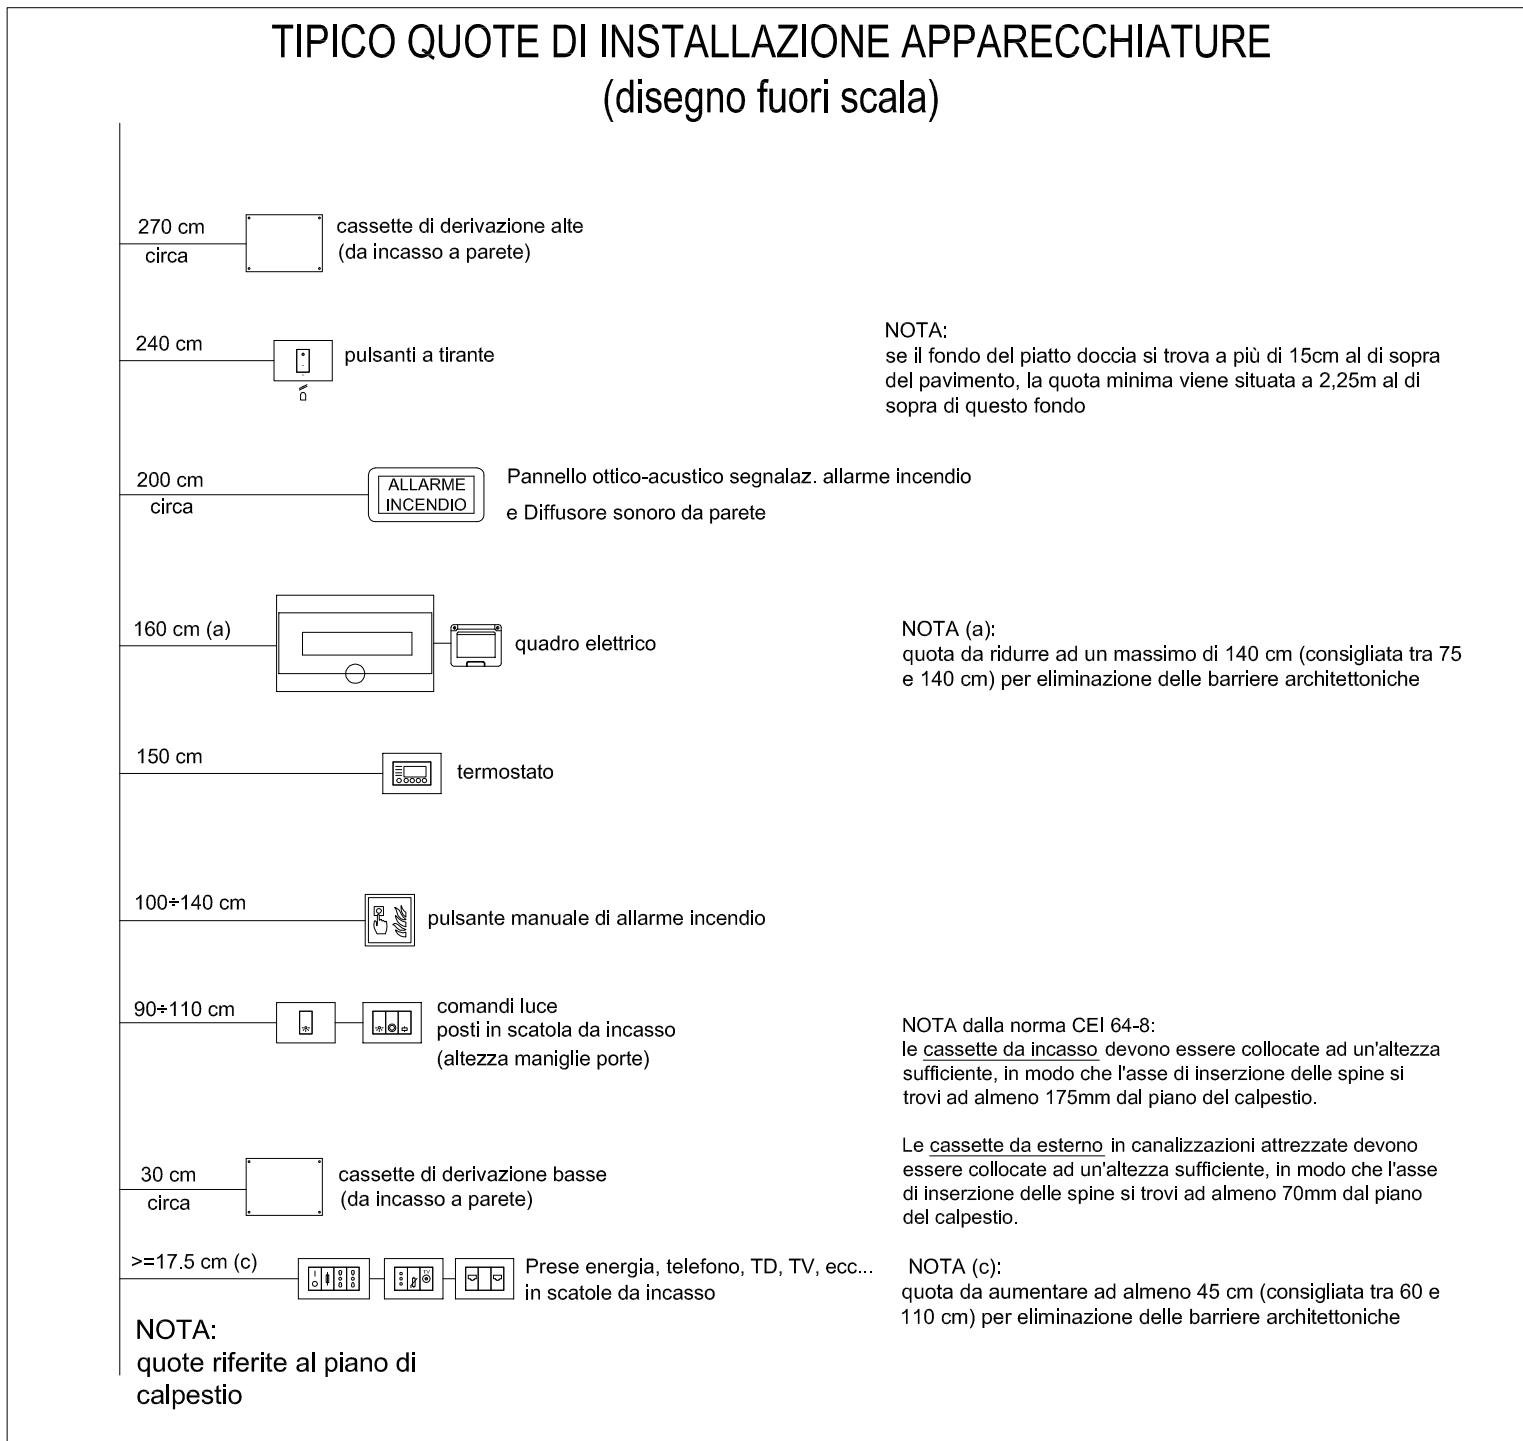 TIPICO QUOTE DI INSTALLAZIONE APPARECCHIATURE
(disegno fuori scala)
270 cm
circa
cassette di derivazione alte
(da incasso a parete)
240 cm
pulsanti a tirante
NOTA:
se il fondo del piatto doccia si trova a più di 15cm al di sopra
del pavimento, la quota minima viene situata a 2,25m al di
sopra di questo fondo
200 cm
circa
ALLARME
INCENDIO
Pannello ottico-acustico segnalaz. allarme incendio
e Diffusore sonoro da parete
160 cm (a)
quadro elettrico
NOTA (a):
quota da ridurre ad un massimo di 140 cm (consigliata tra 75
e 140 cm) per eliminazione delle barriere architettoniche
150 cm
termostato
100÷140 cm
pulsante manuale di allarme incendio
90÷110 cm
comandi luce
posti in scatola da incasso
(altezza maniglie porte)
NOTA dalla norma CEI 64-8:
le cassette da incasso devono essere collocate ad un'altezza
sufficiente, in modo che l'asse di inserzione delle spine si
trovi ad almeno 175mm dal piano del calpestio.
Le cassette da esterno in canalizzazioni attrezzate devono
essere collocate ad un'altezza sufficiente, in modo che l'asse
di inserzione delle spine si trovi ad almeno 70mm dal piano
del calpestio.
30 cm
circa
cassette di derivazione basse
(da incasso a parete)
>=17.5 cm (c)
TV
Prese energia, telefono, TD, TV, ecc...
in scatole da incasso
NOTA (c):
quota da aumentare ad almeno 45 cm (consigliata tra 60 e
110 cm) per eliminazione delle barriere architettoniche
NOTA:
quote riferite al piano di
calpestio